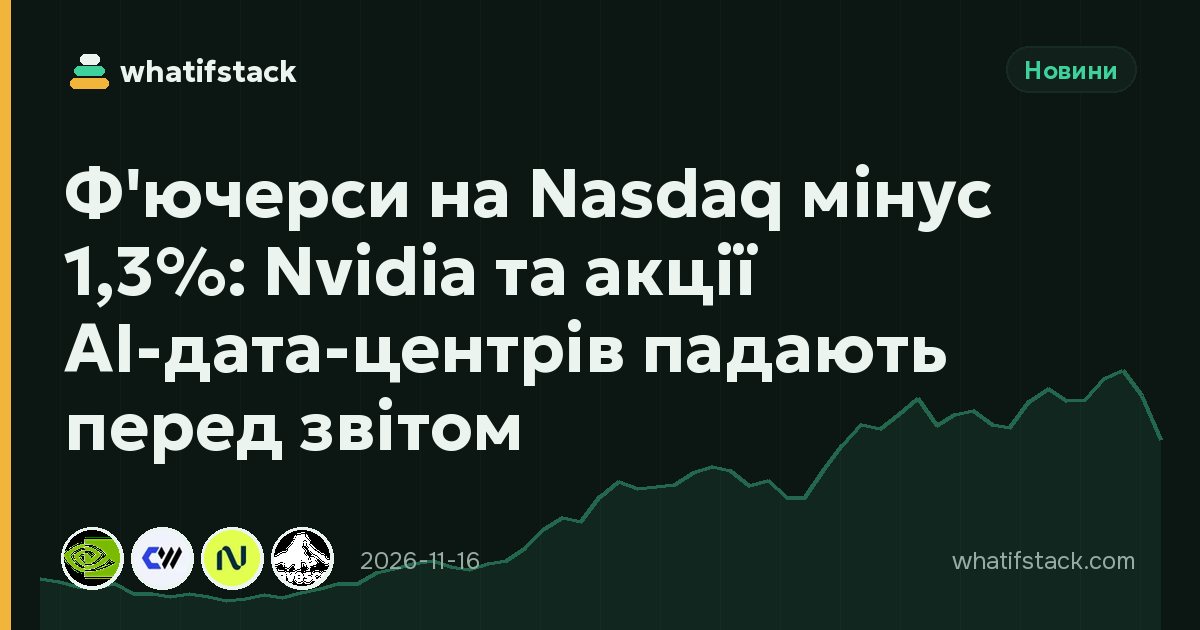 whatifstack
Новини
Ф'ючерси на Nasdaq мінус
1,3%: Nvidia та акції
AI-дата-центрів падають
перед звітом
2026-11-16
whatifstack.com